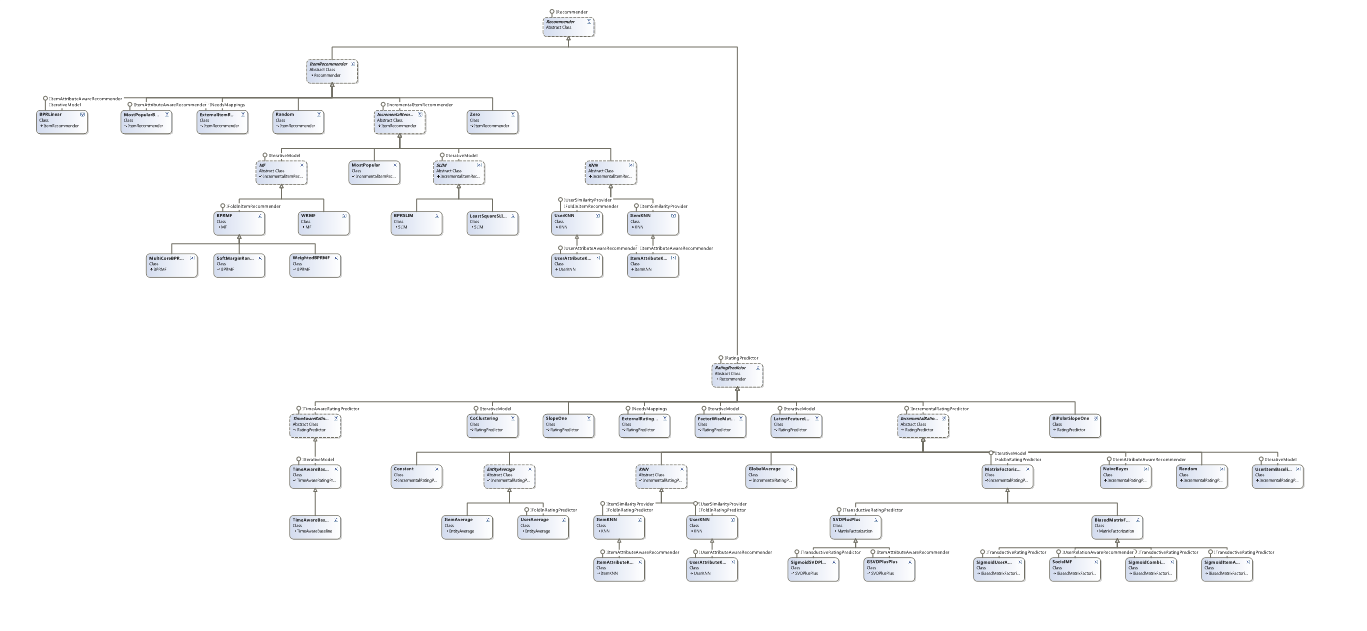 IRecommender
Recommender
Abstract Class
ItemRecommender
Abstract Class
Recommender
IItemAttributeAwareRecommender
IIterativeModel
IItemAttributeAwareRecommender
INeedsMappings
IIncrementalItemRecommender
BPRLinear
Class
ItemRecommender
MostPopularB...
Class
ItemRecommender
ExternalItemR...
Class
ItemRecommender
Random
Class
ItemRecommender
IncrementalItem...
Abstract Class
ItemRecommender
Zero
Class
ItemRecommender
IIterativeModel
MF
Abstract Class
IncrementalItemRec...
MostPopular
Class
IncrementalItemRec...
IIterativeModel
SLIM
Abstract Class
IncrementalItemRec...
KNN
Abstract Class
IncrementalItemRec...
IFoldInItemRecommender
BPRMF
Class
MF
WRMF
Class
MF
BPRSLIM
Class
SLIM
LeastSquareSLI...
Class
SLIM
IUserSimilarityProvider
IFoldInItemRecommender
UserKNN
Class
KNN
IItemSimilarityProvider
ItemKNN
Class
KNN
MultiCoreBPR...
Class
BPRMF
SoftMarginRan...
Class
BPRMF
WeightedBPRMF
Class
BPRMF
IUserAttributeAwareRecommender
UserAttributeK...
Class
UserKNN
IItemAttributeAwareRecommender
ItemAttributeK...
Class
ItemKNN
IRatingPredictor
RatingPredictor
Abstract Class
Recommender
ITimeAwareRatingPredictor
TimeAwareRatin...
Abstract Class
RatingPredictor
IIterativeModel
CoClustering
Class
RatingPredictor
SlopeOne
Class
RatingPredictor
INeedsMappings
ExternalRating...
Class
RatingPredictor
IIterativeModel
FactorWiseMat...
Class
RatingPredictor
IIterativeModel
LatentFeature...
Class
RatingPredictor
IIncrementalRatingPredictor
IncrementalRatin...
Abstract Class
RatingPredictor
BiPolarSlopeOne
Class
RatingPredictor
IIterativeModel
TimeAwareBas...
Class
TimeAwareRatingP...
Constant
Class
IncrementalRatingP...
EntityAverage
Abstract Class
IncrementalRatingP...
KNN
Abstract Class
IncrementalRatingP...
GlobalAverage
Class
IncrementalRatingP...
IIterativeModel
IFoldInRatingPredictor
MatrixFactoriz...
Class
IncrementalRatingP...
IItemAttributeAwareRecommender
NaiveBayes
Class
IncrementalRatingP...
Random
Class
IncrementalRatingP...
IIterativeModel
UserItemBaseli...
Class
IncrementalRatingP...
TimeAwareBas...
Class
TimeAwareBaseline
ItemAverage
Class
EntityAverage
IFoldInRatingPredictor
UserAverage
Class
EntityAverage
IItemSimilarityProvider
IFoldInRatingPredictor
ItemKNN
Class
KNN
IUserSimilarityProvider
IFoldInRatingPredictor
UserKNN
Class
KNN
ITransductiveRatingPredictor
SVDPlusPlus
Class
MatrixFactorization
BiasedMatrixF...
Class
MatrixFactorization
IItemAttributeAwareRecommender
ItemAttributeK...
Class
ItemKNN
IUserAttributeAwareRecommender
UserAttributeK...
Class
UserKNN
ITransductiveRatingPredictor
SigmoidSVDPl...
Class
SVDPlusPlus
IItemAttributeAwareRecommender
GSVDPlusPlus
Class
SVDPlusPlus
ITransductiveRatingPredictor
SigmoidUserA...
Class
BiasedMatrixFactori...
IUserRelationAwareRecommender
SocialMF
Class
BiasedMatrixFactori...
ITransductiveRatingPredictor
SigmoidCombi...
Class
BiasedMatrixFactori...
ITransductiveRatingPredictor
SigmoidItemA...
Class
BiasedMatrixFactori...